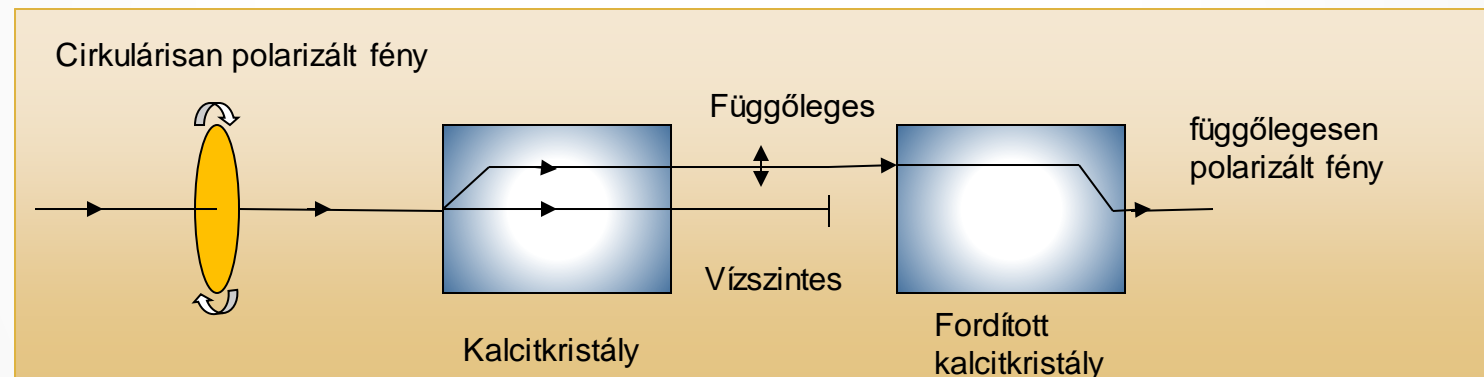 Cirkulárisan polarizált fény
Függőleges
függőlegesen
polarizált fény
Vízszintes
Kalcitkristály
Fordított
kalcitkristály